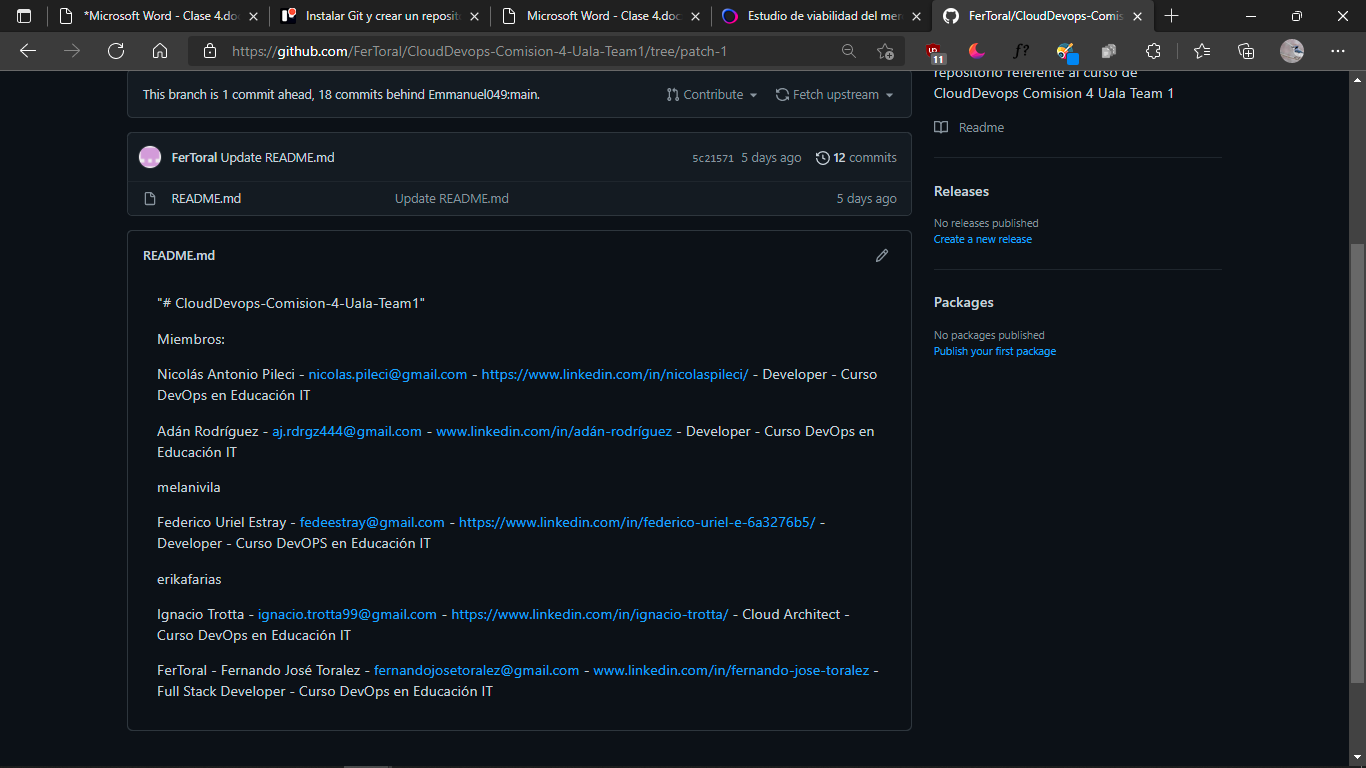 *Microsoft Word - Clase 4.doc
Instalar Git y crear un reposito
Microsoft Word - Clase 4.doc
Estudio de viabilidad del mer
FerToral/CloudDevops-Comis
https://github.com/FerToral/CloudDevops-Comision-4-Uala-Team1/tree/patch-1
11
f?
This branch is 1 commit ahead, 18 commits behind Emmanuel049:main.
Contribute
Fetch upstream
FerToral Update README.md
5c21571 5 days ago
12 commits
README.md
Update README.md
5 days ago
README.md
"# CloudDevops-Comision-4-Uala-Team1"
Miembros:
Nicolás Antonio Pileci - nicolas.pileci@gmail.com - https://www.linkedin.com/in/nicolaspileci/ - Developer - Curso
DevOps en Educación IT
Adán Rodríguez - aj.rdrgz444@gmail.com - www.linkedin.com/in/adán-rodríguez - Developer - Curso DevOps en
Educación IT
melanivila
Federico Uriel Estray - fedeestray@gmail.com - https://www.linkedin.com/in/federico-uriel-e-6a3276b5/ -
Developer - Curso DevOPS en Educación IT
erikafarias
Ignacio Trotta - ignacio.trotta99@gmail.com - https://www.linkedin.com/in/ignacio-trotta/ - Cloud Architect -
Curso DevOps en Educación IT
FerToral - Fernando José Toralez - fernandojosetoralez@gmail.com - www.linkedin.com/in/fernando-jose-toralez -
Full Stack Developer - Curso DevOps en Educación IT
repositorio referente al curso de
CloudDevops Comision 4 Uala Team 1
Readme
Releases
No releases published
Create a new release
Packages
No packages published
Publish your first package